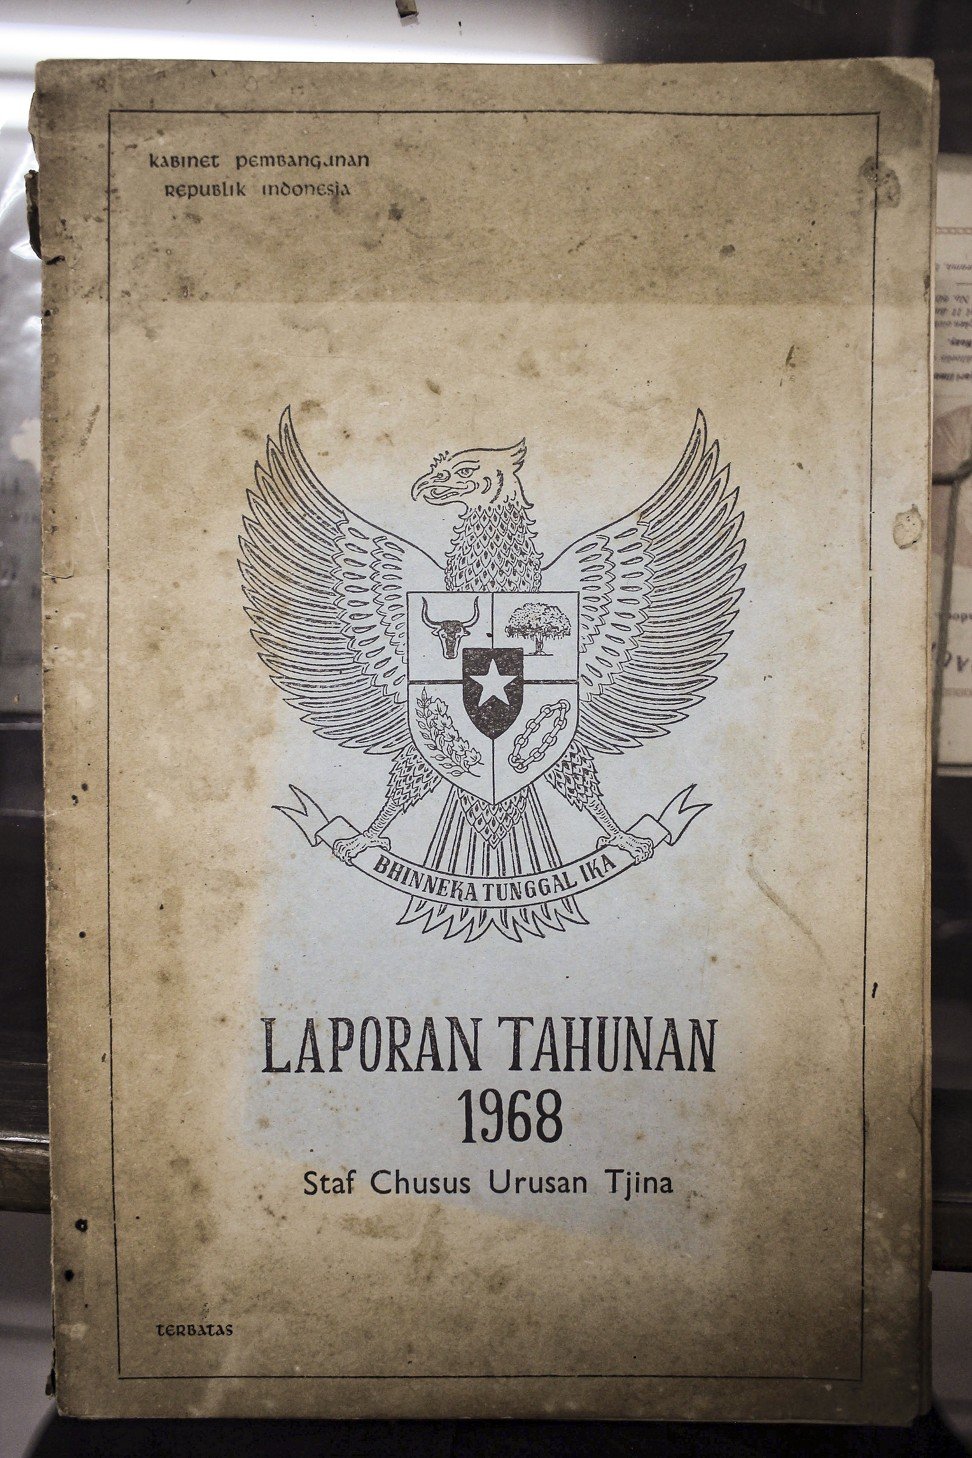 KABINET PEMBANGUNAN
REPUBLIK INDONESIA
BHINNEKA TUNGGAL IKA
LAPORAN TAHUNAN
1968
Staf Chusus Urusan Tjina
TERBATAS